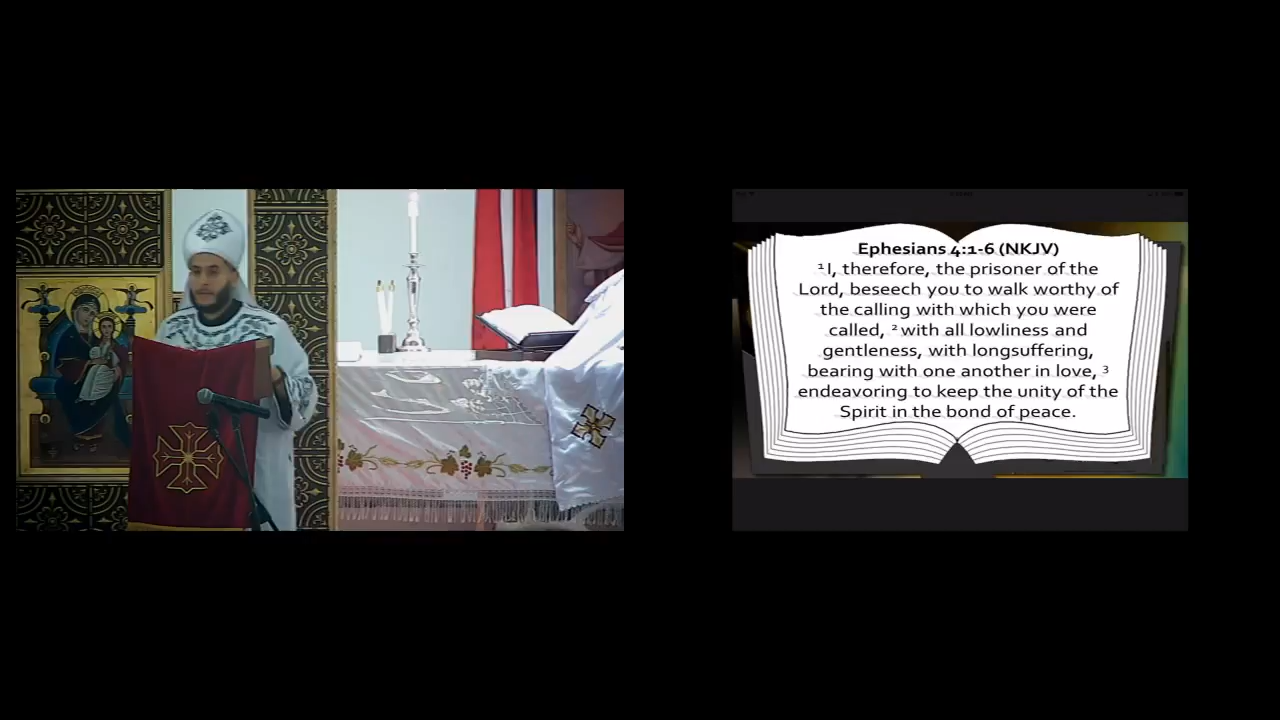 Ephesians 4:1-6 (NKJV)
¹ I, therefore, the prisoner of the
Lord, beseech you to walk worthy of
the calling with which you were
called, ² with all lowliness and
gentleness, with longsuffering,
bearing with one another in love, ³
endeavoring to keep the unity of the
Spirit in the bond of peace.